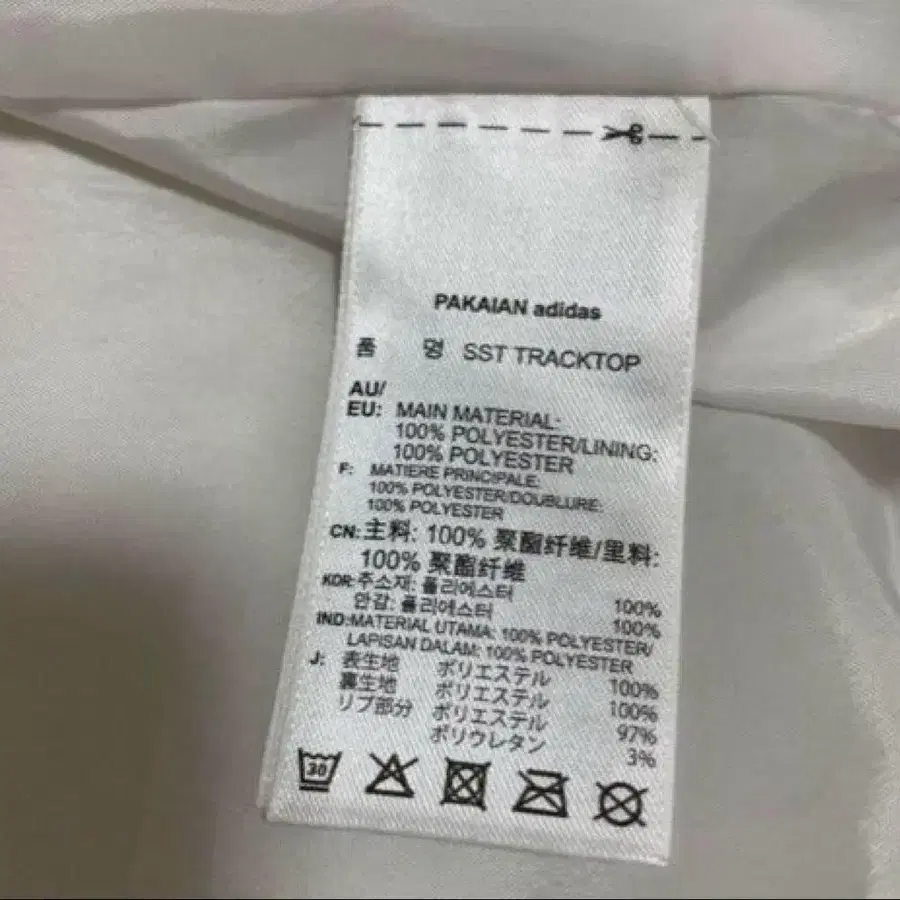 PAKAIAN adidas
품 명 SST TRACKTOP
AU/
EU: MAIN MATERIAL:
100% POLYESTER/LINING:
100% POLYESTER
F: MATIERE PRINCIPALE:
100% POLYESTER/DOUBLURE:
100% POLYESTER
CN:主料: 100% 聚酯纤维/里料:
100% 聚酯纤维
KOR:주소재: 폴리에스터 100%
안감: 폴리에스터 100%
IND:MATERIAL UTAMA: 100% POLYESTER/
LAPISAN DALAM: 100% POLYESTER
J: 表生地 ポリエステル 100%
裏生地 ポリエステル 100%
リブ部分 ポリエステル 97%
ポリウレタン 3%
30